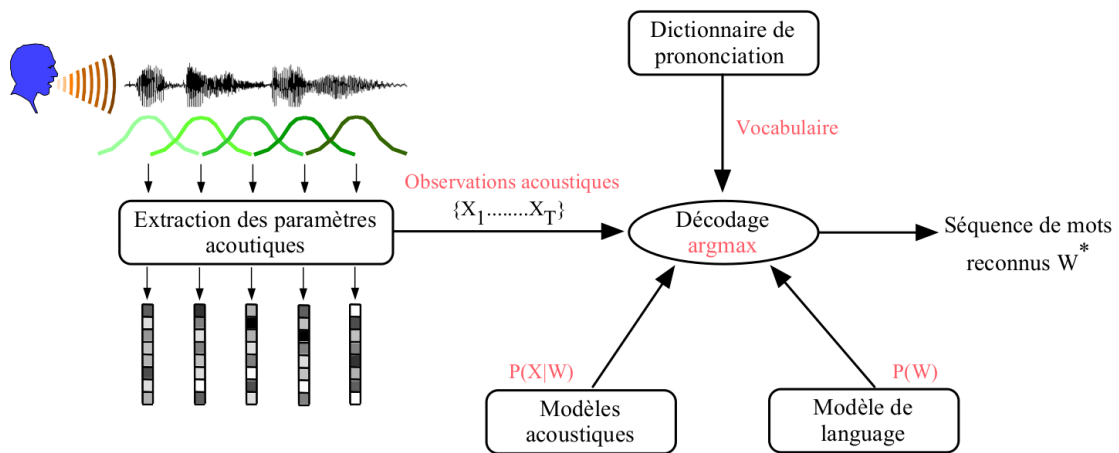 Dictionnaire de
prononciation
Vocabulaire
Observations acoustiques
{X1........XT}
Extraction des paramètres
acoutiques
Décodage
argmax
Séquence de mots
reconnus W*
P(X|W)
P(W)
Modèles
acoustiques
Modèle de
language